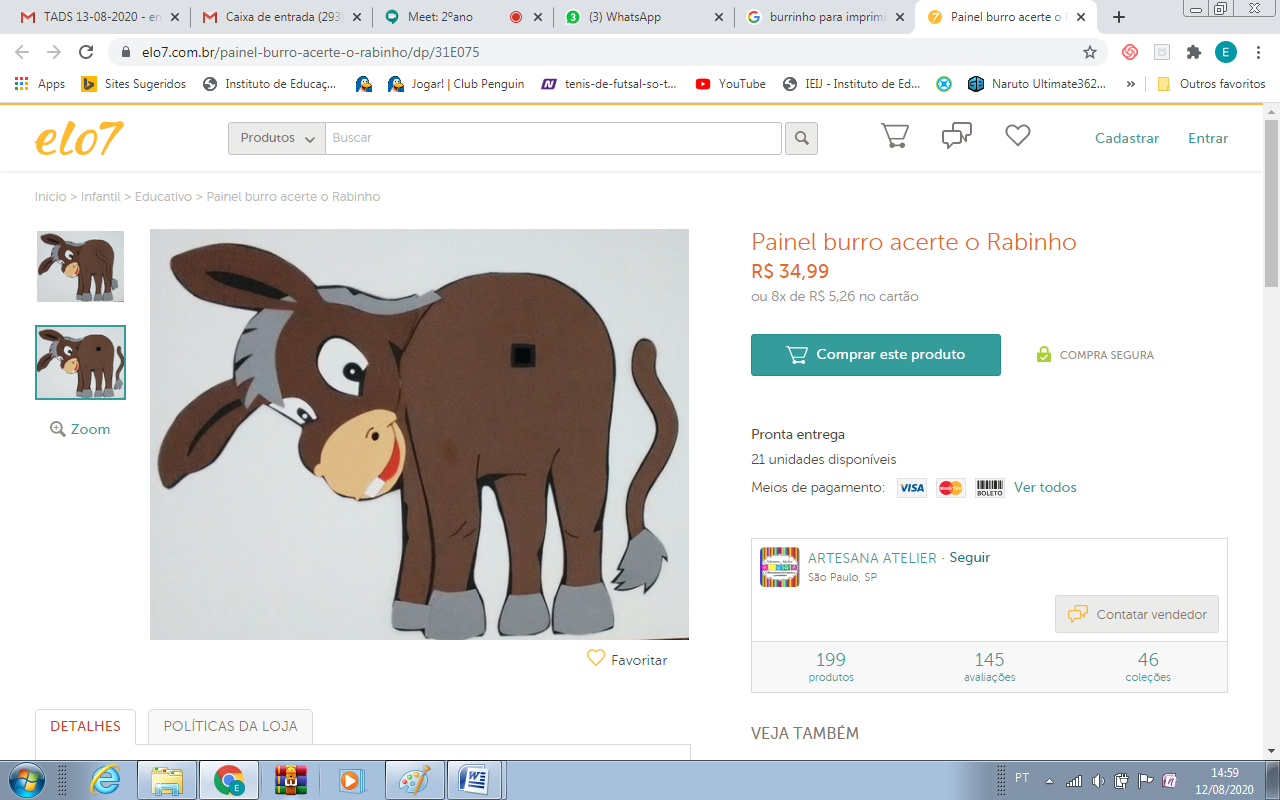 TADS 13-08-2020 - en
Caixa de entrada (293)
Meet: 2ºano
(3) WhatsApp
burrinho para imprimi
Painel burro acerte o
elo7.com.br/painel-burro-acerte-o-rabinho/dp/31E075
E
Apps
Sites Sugeridos
Instituto de Educaç...
Jogar! | Club Penguin
tenis-de-futsal-so-t...
YouTube
IEIJ - Instituto de Ed...
Naruto Ultimate362...
»
Outros favoritos
elo7
Produtos
Buscar
Cadastrar
Entrar
Início > Infantil > Educativo > Painel burro acerte o Rabinho
Zoom
Favoritar
Painel burro acerte o Rabinho
R$ 34,99
ou 8x de R$ 5,26 no cartão
Comprar este produto
COMPRA SEGURA
Pronta entrega
21 unidades disponíveis
Meios de pagamento: VISA MasterCard BOLETO Ver todos
ARTESANA ATELIER · Seguir
São Paulo, SP
Contatar vendedor
199 145 46
produtos avaliações coleções
DETALHES
POLÍTICAS DA LOJA
VEJA TAMBÉM
PT
14:59
12/08/2020